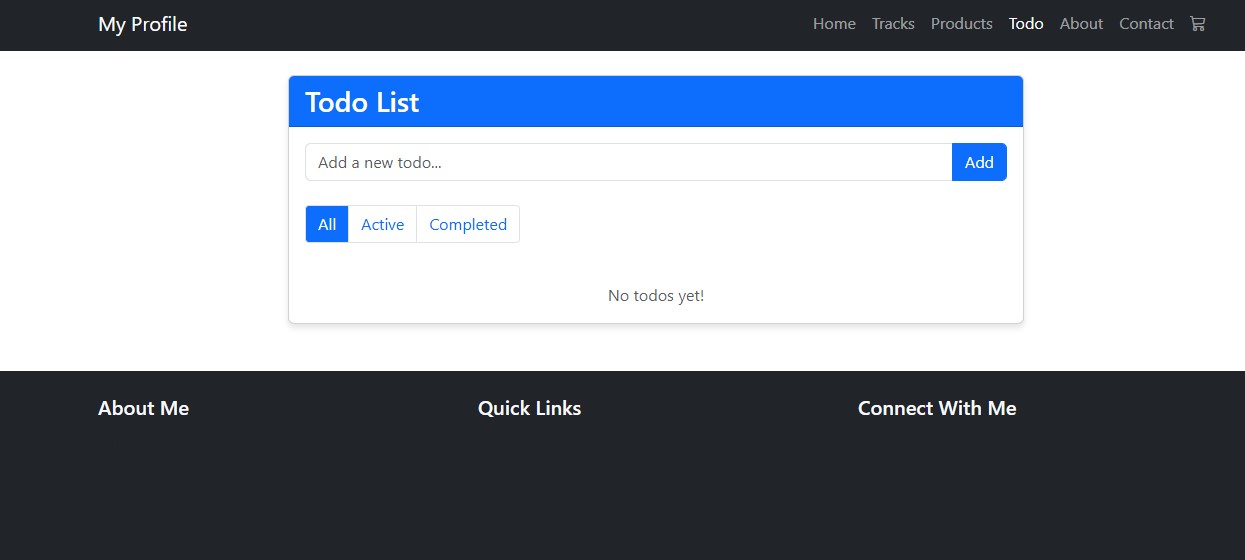 My Profile Home Tracks Products Todo About Contact
Todo List
Add a new todo... Add
All Active Completed
No todos yet!
About Me Quick Links Connect With Me